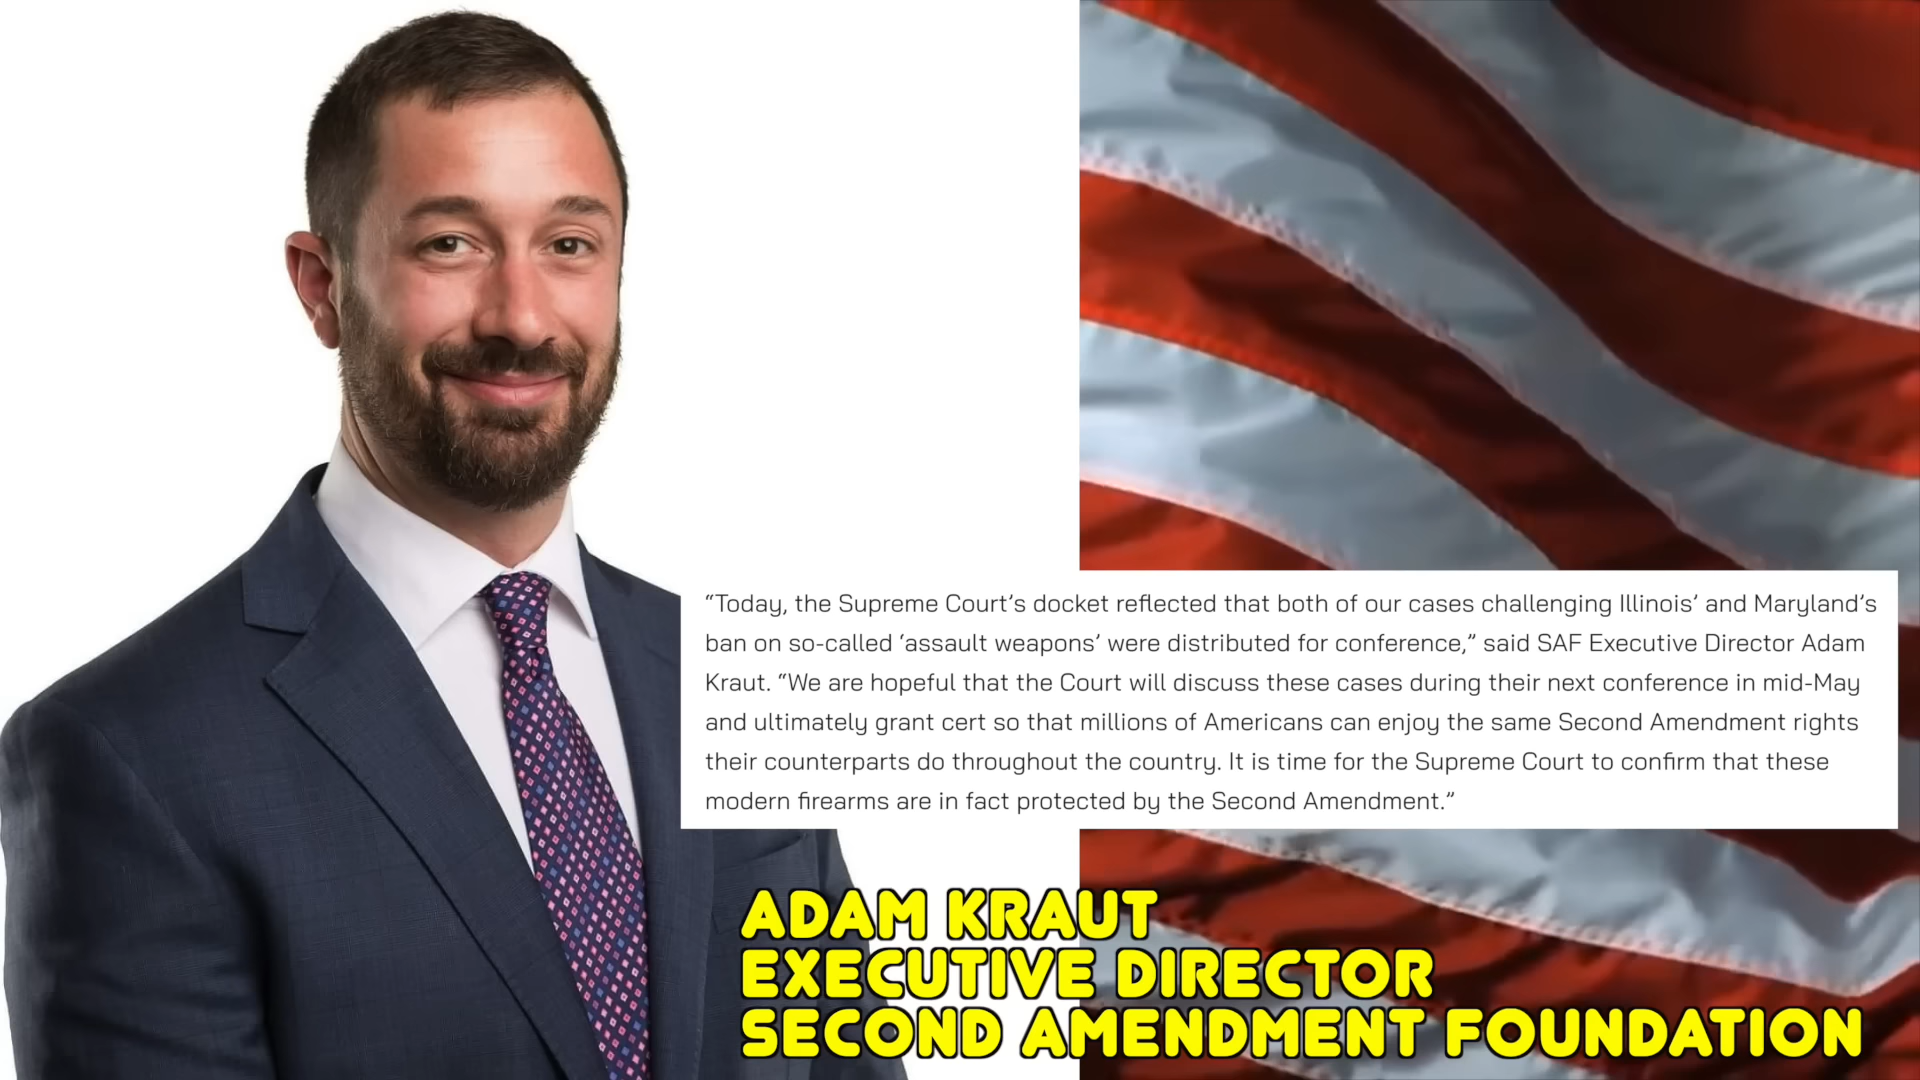 “Today, the Supreme Court’s docket reflected that both of our cases challenging Illinois’ and Maryland’s
ban on so-called ‘assault weapons’ were distributed for conference,” said SAF Executive Director Adam
Kraut. “We are hopeful that the Court will discuss these cases during their next conference in mid-May
and ultimately grant cert so that millions of Americans can enjoy the same Second Amendment rights
their counterparts do throughout the country. It is time for the Supreme Court to confirm that these
modern firearms are in fact protected by the Second Amendment.”
ADAM KRAUT
EXECUTIVE DIRECTOR
SECOND AMENDMENT FOUNDATION